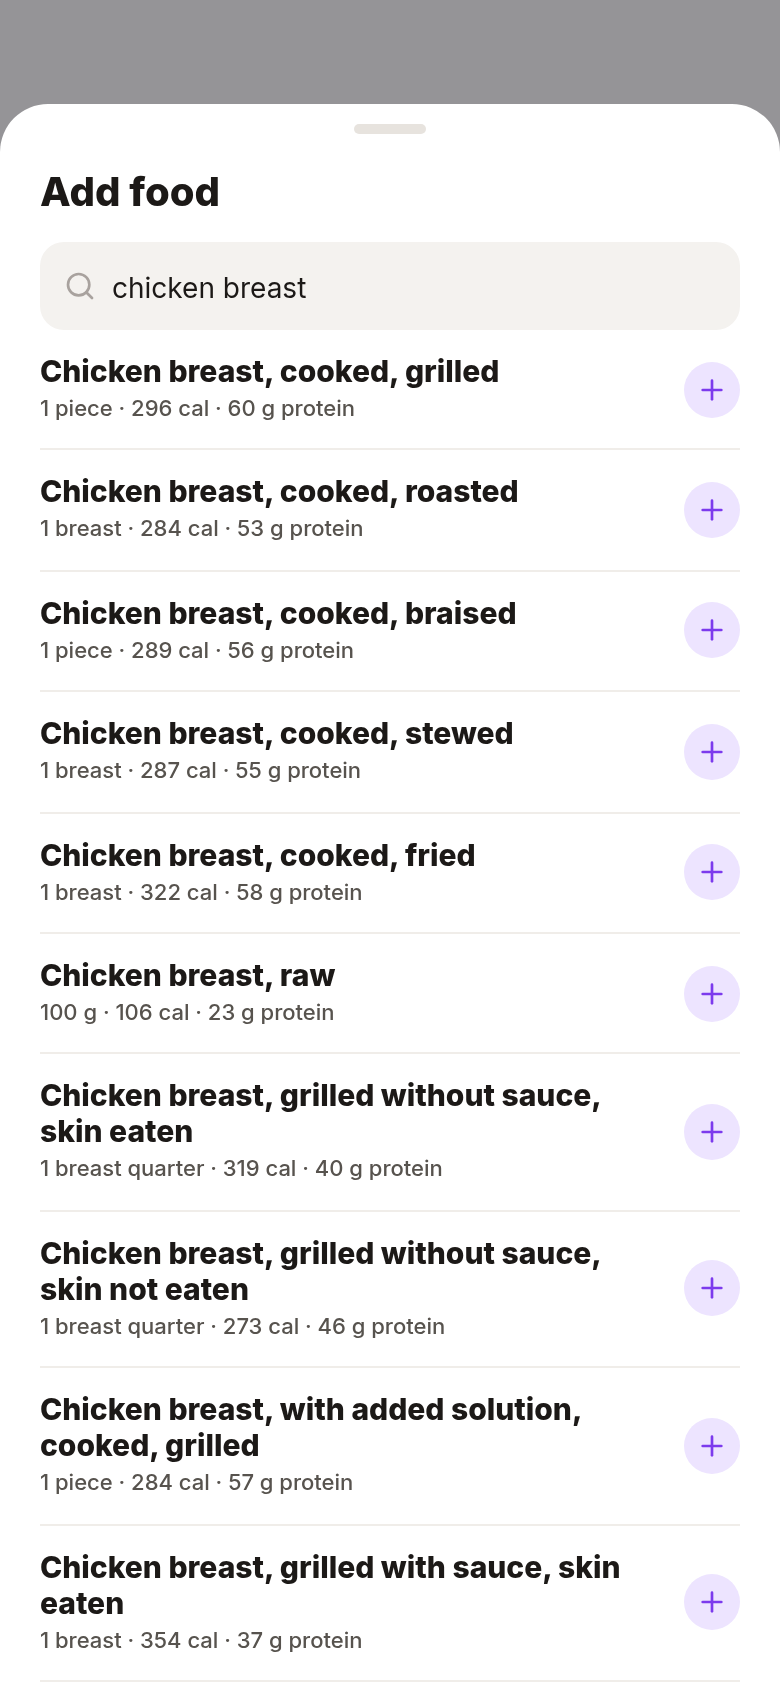 Add food
chicken breast
Chicken breast, cooked, grilled
1 piece · 296 cal · 60 g protein
Chicken breast, cooked, roasted
1 breast · 284 cal · 53 g protein
Chicken breast, cooked, braised
1 piece · 289 cal · 56 g protein
Chicken breast, cooked, stewed
1 breast · 287 cal · 55 g protein
Chicken breast, cooked, fried
1 breast · 322 cal · 58 g protein
Chicken breast, raw
100 g · 106 cal · 23 g protein
Chicken breast, grilled without sauce,
skin eaten
1 breast quarter · 319 cal · 40 g protein
Chicken breast, grilled without sauce,
skin not eaten
1 breast quarter · 273 cal · 46 g protein
Chicken breast, with added solution,
cooked, grilled
1 piece · 284 cal · 57 g protein
Chicken breast, grilled with sauce, skin
eaten
1 breast · 354 cal · 37 g protein